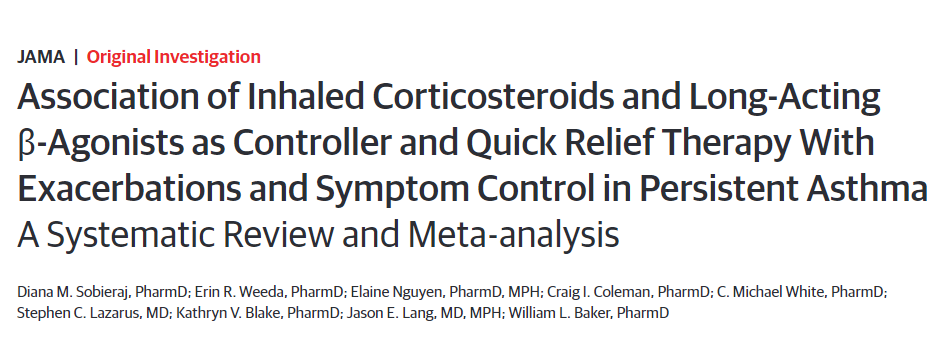 JAMA | Original Investigation
Association of Inhaled Corticosteroids and Long-Acting
β-Agonists as Controller and Quick Relief Therapy With
Exacerbations and Symptom Control in Persistent Asthma
A Systematic Review and Meta-analysis
Diana M. Sobieraj, PharmD; Erin R. Weeda, PharmD; Elaine Nguyen, PharmD, MPH; Craig I. Coleman, PharmD; C. Michael White, PharmD;
Stephen C. Lazarus, MD; Kathryn V. Blake, PharmD; Jason E. Lang, MD, MPH; William L. Baker, PharmD